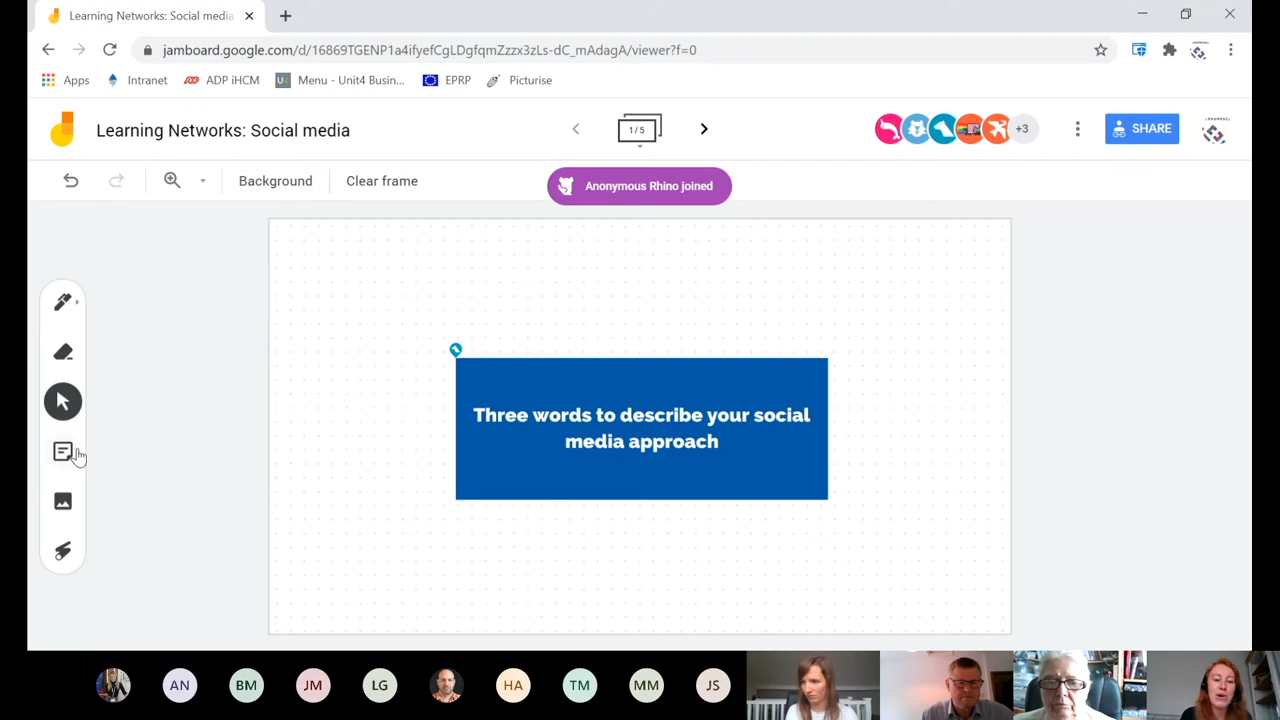 Learning Networks: Social media
jamboard.google.com/d/16869TGENP1a4ifyefCqLDgfqmZzzx3zLs-dC_mAdagA/viewer?f=0
Apps Intranet ADP iHCM Menu - Unit4 Busin... EPRP Picturise
Learning Networks: Social media
1/5
+3
SHARE
Background
Clear frame
Anonymous Rhino joined
Three words to describe your social
media approach
AN BM JM LG HA TM MM JS